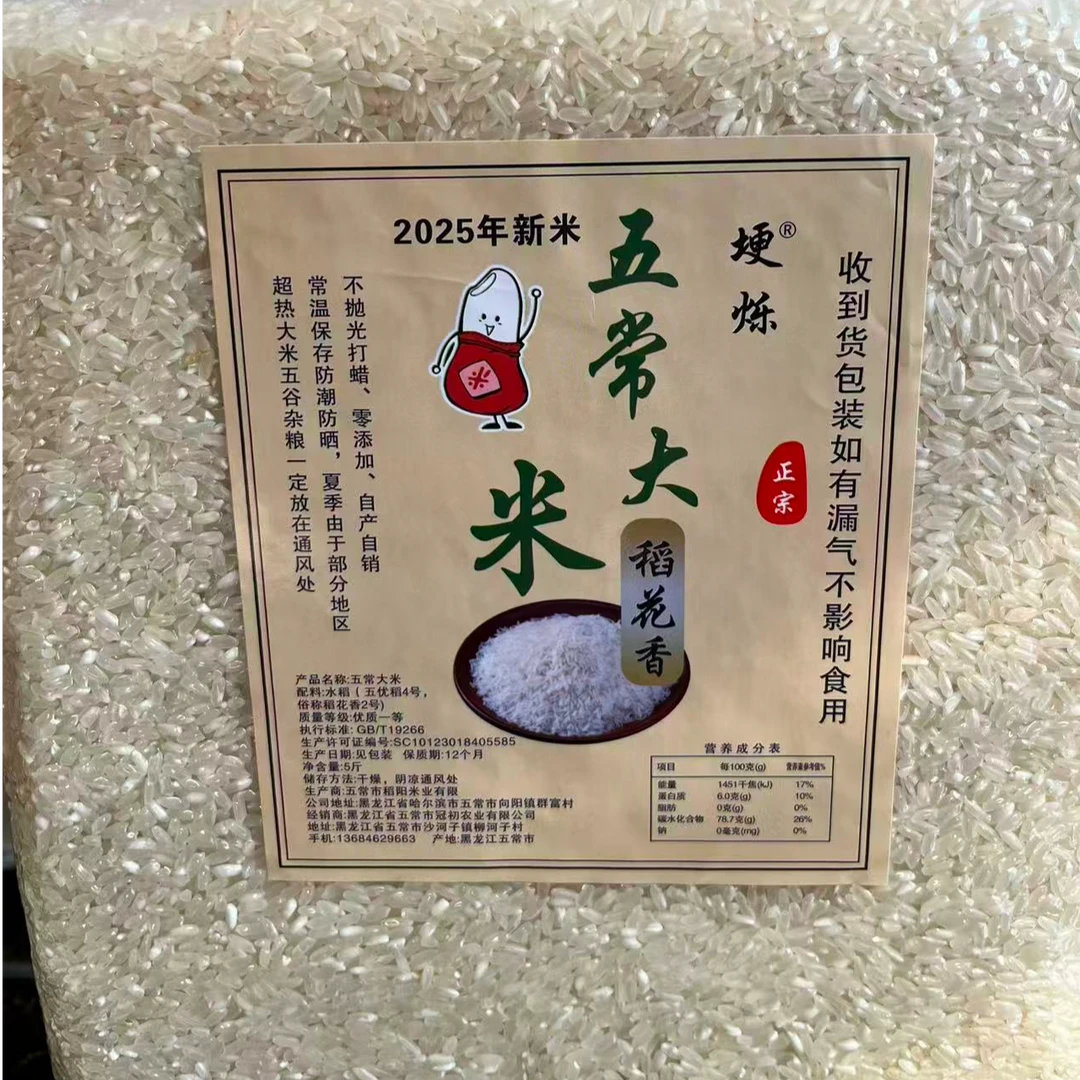 2025年新米
埂烁®
五常大米
稻花香
正宗
收到货包装如有漏气不影响食用
不抛光打蜡、零添加、自产自销
常温保存防潮防晒,夏季由于部分地区
超热大米五谷杂粮一定放在通风处
米
产品名称:五常大米
配料:水稻(五优稻4号,
俗称稻花香2号)
质量等级:优质一等
执行标准: GB/T19266
生产许可证编号:SC10123018405585
生产日期:见包装 保质期:12个月
净含量:5斤
储存方法:干燥,阴凉通风处
生产商:五常市稻阳米业有限
公司地址:黑龙江省哈尔滨市五常市向阳镇群富村
经销商:黑龙江省五常市冠初农业有限公司
地址:黑龙江省五常市沙河子镇柳河子村
手机:13684629663 产地:黑龙江五常市
营养成分表
项目 每100克(g) 营养素参考值%
能量 1451千焦(kJ) 17%
蛋白质 6.0克(g) 10%
脂肪 0克(g) 0%
碳水化合物 78.7克(g) 26%
钠 0毫克(mg) 0%